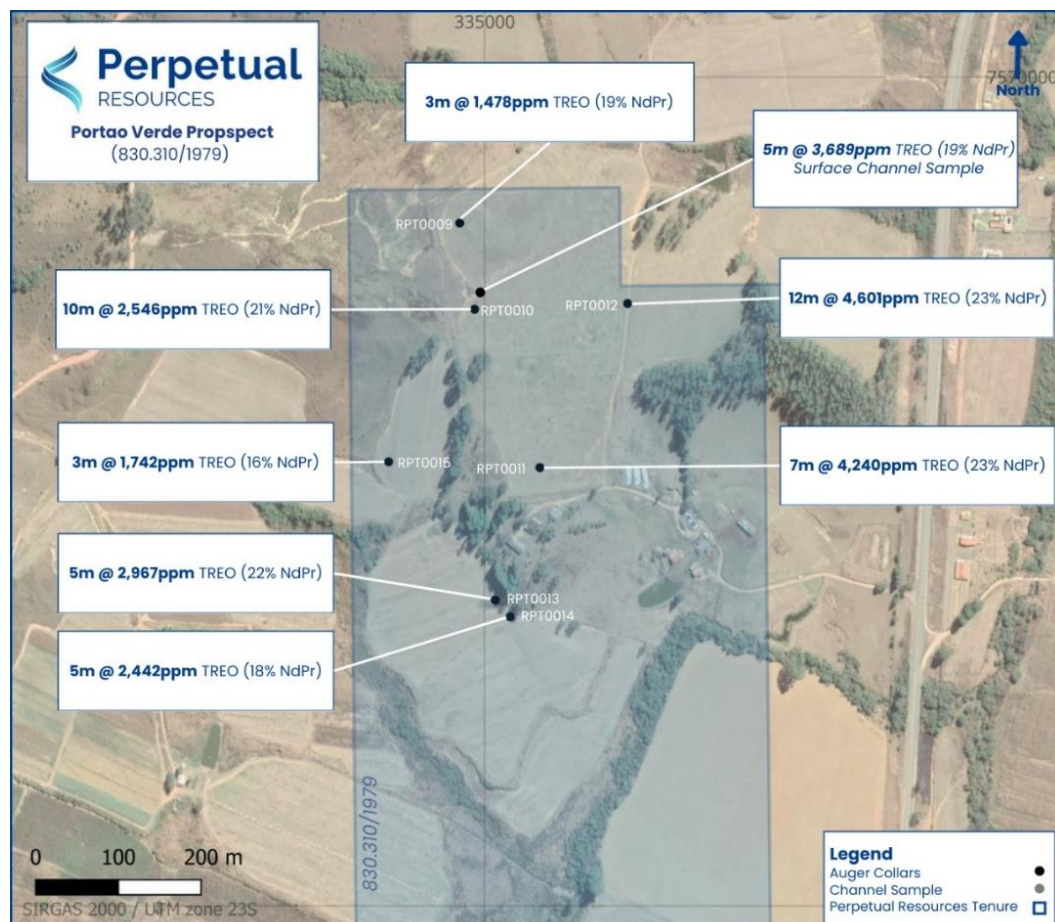 335000
7570000
North
Perpetual
RESOURCES
Portao Verde Propspect
(830.310/1979)
3m @ 1,478ppm TREO (19% NdPr)
5m @ 3,689ppm TREO (19% NdPr)
Surface Channel Sample
RPT0009
10m @ 2,546ppm TREO (21% NdPr)
RPT0010
RPT0012
12m @ 4,601ppm TREO (23% NdPr)
3m @ 1,742ppm TREO (16% NdPr)
RPT0015
RPT0011
7m @ 4,240ppm TREO (23% NdPr)
5m @ 2,967ppm TREO (22% NdPr)
RPT0013
RPT0014
5m @ 2,442ppm TREO (18% NdPr)
830.310/1979
0 100 200 m
SIRGAS 2000 / UTM zone 23S
Legend
Auger Collars
Channel Sample
Perpetual Resources Tenure